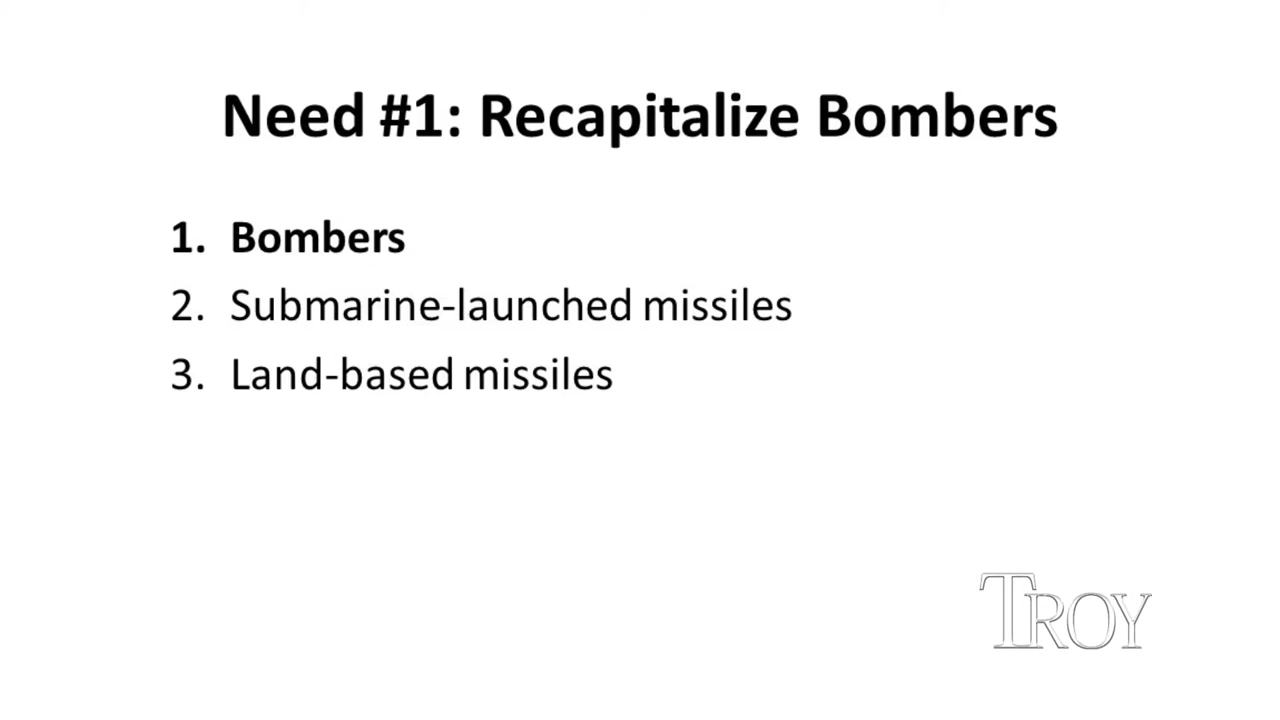 Need #1: Recapitalize Bombers
1. Bombers
2. Submarine-launched missiles
3. Land-based missiles
TROY